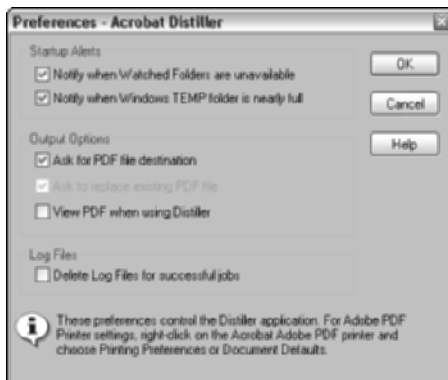 Preferences - Acrobat Distiller
Startup Alerts
Notify when Watched Folders are unavailable
Notify when Windows TEMP folder is nearly full
OK
Cancel
Help
Output Options
Ask for PDF file destination
Ask to replace existing PDF file
View PDF when using Distiller
Log Files
Delete Log Files for successful jobs
These preferences control the Distiller application. For Adobe PDF
Printer settings, right-click on the Acrobat Adobe PDF printer and
choose Printing Preferences or Document Defaults.